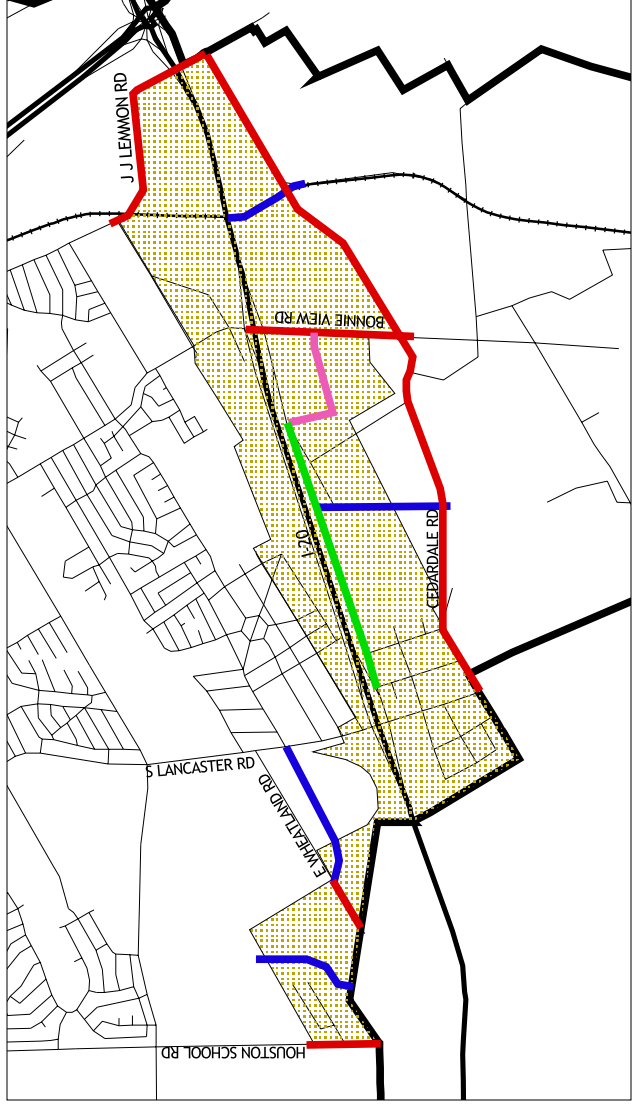 J J LEMMON RD
BONNIE VIEW RD
I-20
CEDARDALE RD
S LANCASTER RD
E WHEATLAND RD
HOUSTON SCHOOL RD